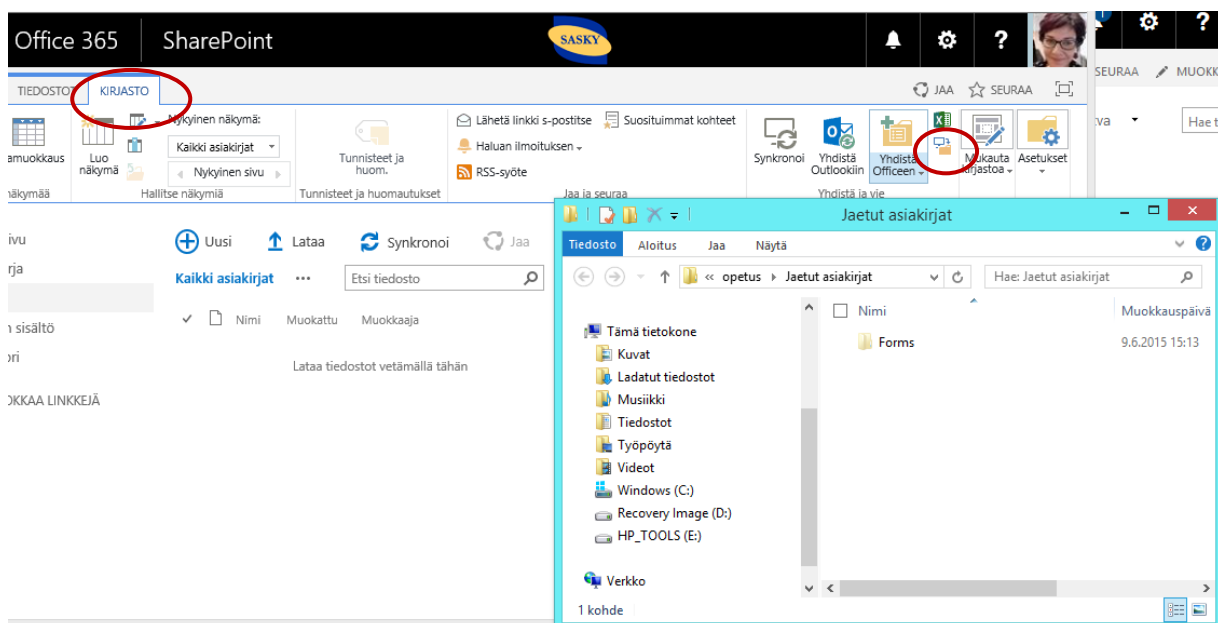 Office 365 SharePoint SASKY ?
?
TIEDOSTOT KIRJASTO JAA SEURAA
SEURAA MUOKK
Nykyinen näkymä:
Kaikki asiakirjat
Nykyinen sivu
amuokkaus
Luo
näkymä
näkymää
Hallitse näkymiä
Tunnisteet ja
huom.
Tunnisteet ja huomautukset
Lähetä linkki s-postitse
Suosituimmat kohteet
Haluan ilmoituksen
RSS-syöte
Jaa ja seuraa
Synkronoi
Yhdistä
Outlookiin
Yhdistä
Officeen
Mukauta
kirjastoa
Asetukset
Yhdistä ja vie
va
Hae t
ivu
rja
n sisältö
ori
OKKAA LINKKEJÄ
Uusi Lataa Synkronoi Jaa
Kaikki asiakirjat ••• Etsi tiedosto
Nimi Muokattu Muokkaaja
Lataa tiedostot vetämällä tähän
Jaetut asiakirjat
Tiedosto Aloitus Jaa Näytä
« opetus Jaetut asiakirjat
Hae: Jaetut asiakirjat
Nimi Muokkauspäivä
Forms 9.6.2015 15:13
Tämä tietokone
Kuvat
Ladatut tiedostot
Musiikki
Tiedostot
Työpöytä
Videot
Windows (C:)
Recovery Image (D:)
HP_TOOLS (E:)
Verkko
1 kohde